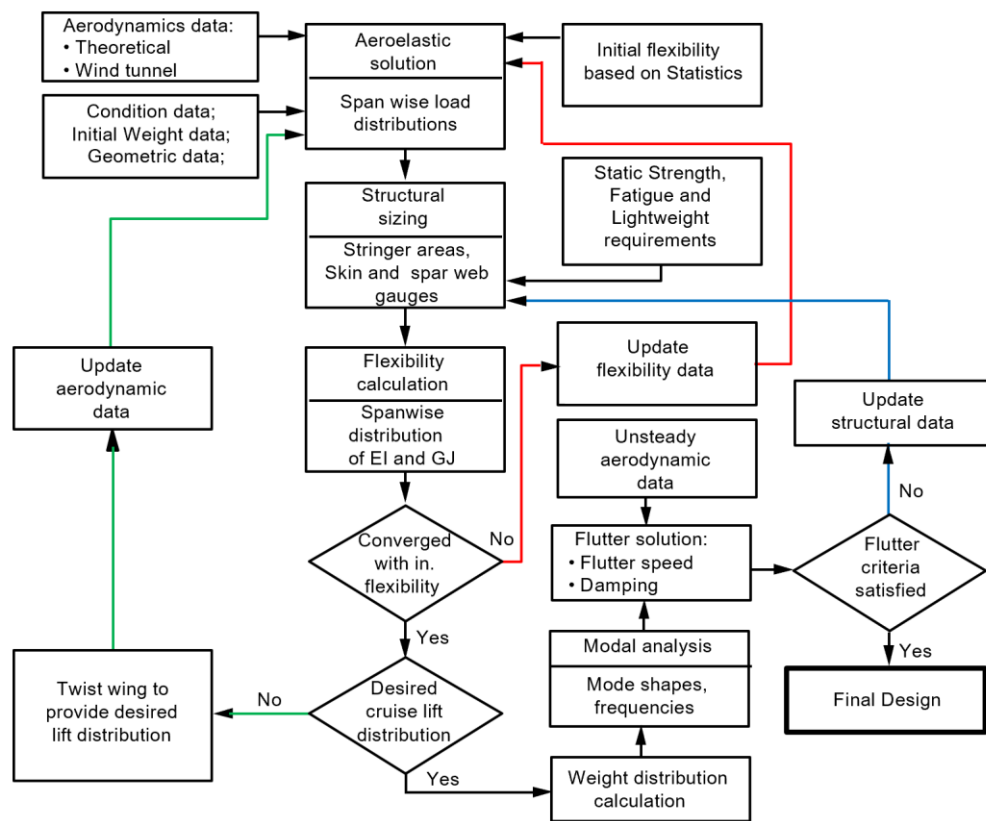 Aerodynamics data:
• Theoretical
• Wind tunnel
Condition data;
Initial Weight data;
Geometric data;
Aeroelastic
solution
Span wise load
distributions
Initial flexibility
based on Statistics
Structural
sizing
Stringer areas,
Skin and spar web
gauges
Static Strength,
Fatigue and
Lightweight
requirements
Update
aerodynamic
data
Flexibility
calculation
Spanwise
distribution
of EI and GJ
Update
flexibility data
Update
structural data
Unsteady
aerodynamic
data
No
No
Converged
with in.
flexibility
Flutter solution:
• Flutter speed
• Damping
Flutter
criteria
satisfied
Yes
Yes
Modal analysis
Mode shapes,
frequencies
Final Design
Twist wing to
provide desired
lift distribution
No
Desired
cruise lift
distribution
Yes
Weight distribution
calculation